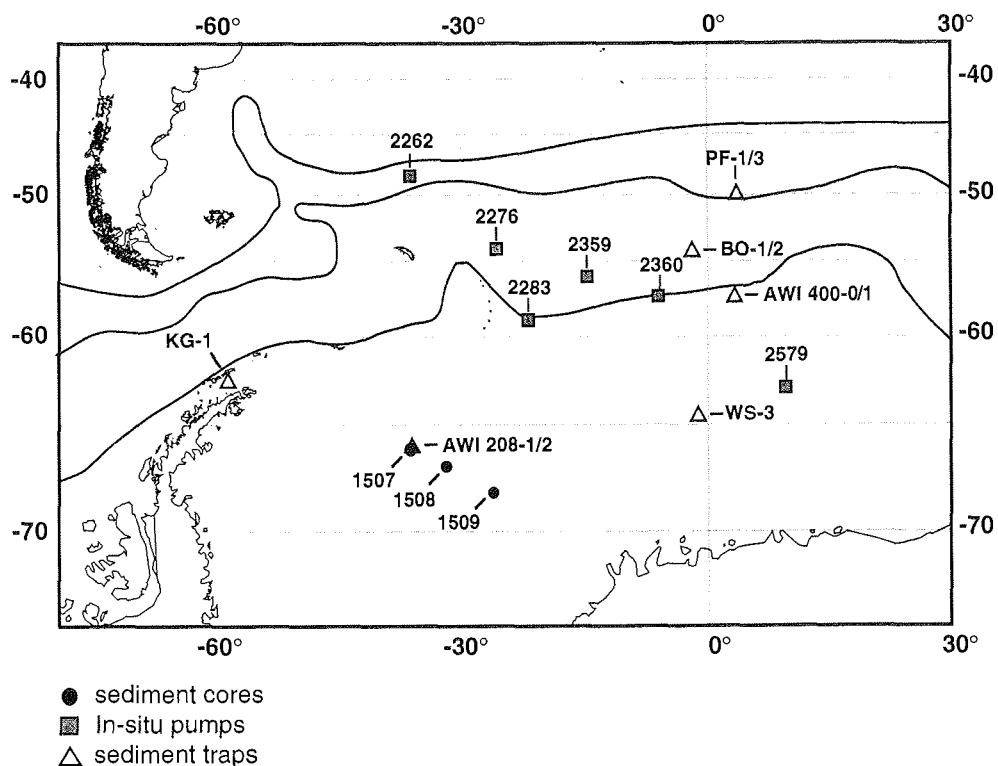 -60° -30° 0° 30°
-40 -40
2262
PF-1/3
-50 -50
2276
2359
BO-1/2
2360
2283
AWI 400-0/1
-60 -60
KG-1
2579
WS-3
AWI 208-1/2
1507
1508
1509
-70 -70
-60° -30° 0° 30°
sediment cores
In-situ pumps
sediment traps